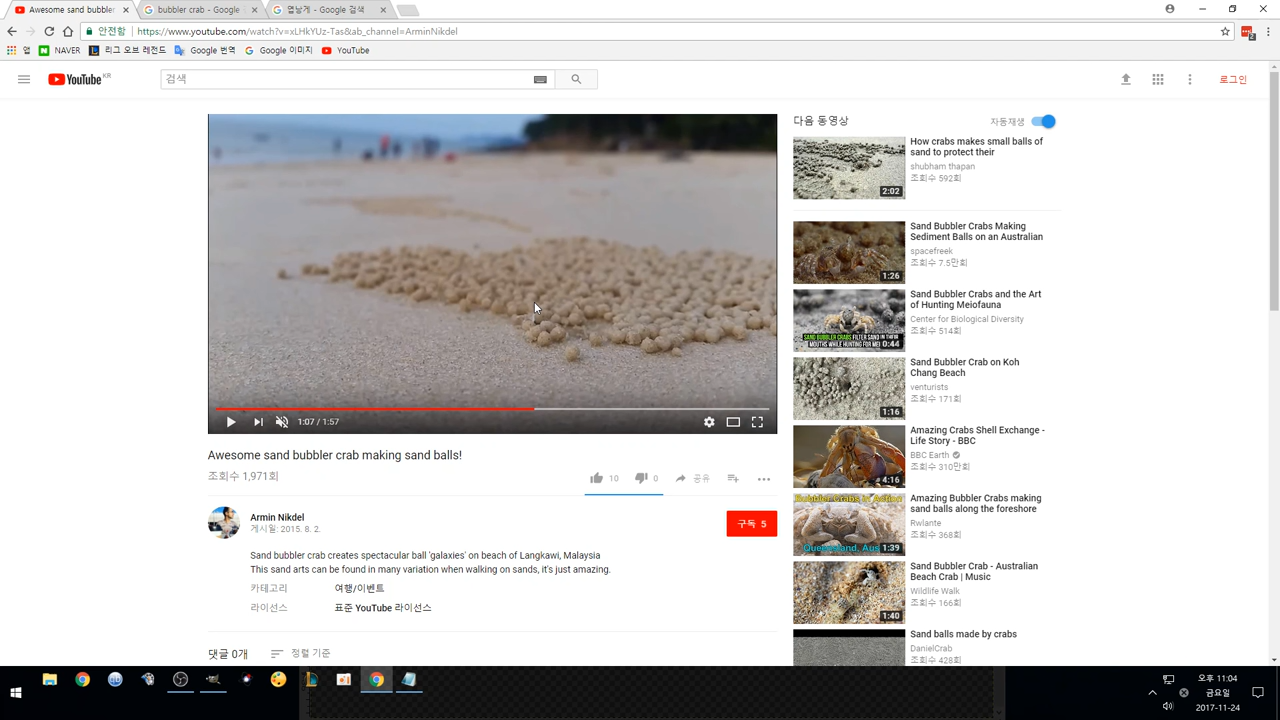 Awesome sand bubbler
bubbler crab - Google
엽낭게 - Google 검색
안전함 https://www.youtube.com/watch?v=xLHkYUz-Tas&ab_channel=ArminNikdel
앱 NAVER 리그 오브 레전드 Google 번역 Google 이미지 YouTube
YouTube KR
검색
로그인
다음 동영상
자동재생
How crabs makes small balls of
sand to protect their
shubham thapan
조회수 592회
2:02
Sand Bubbler Crabs Making
Sediment Balls on an Australian
spacefreek
조회수 7.5만회
1:26
Sand Bubbler Crabs and the Art
of Hunting Meiofauna
Center for Biological Diversity
조회수 514회
SAND BUBBLER CRABS FILTER SAND IN THEIR
MOUTHS WHILE HUNTING FOR MEI
0:44
Sand Bubbler Crab on Koh
Chang Beach
venturists
조회수 171회
1:16
Amazing Crabs Shell Exchange -
Life Story - BBC
BBC Earth
조회수 310만회
4:16
Amazing Bubbler Crabs making
sand balls along the foreshore
Rwlante
조회수 368회
Bubbler Crabs in Action
Queensland, Aus
1:39
Sand Bubbler Crab - Australian
Beach Crab | Music
Wildlife Walk
조회수 166회
1:40
Sand balls made by crabs
DanielCrab
조회수 428회
1:07 / 1:57
Awesome sand bubbler crab making sand balls!
조회수 1,971회
10 0 공유
Armin Nikdel
게시일: 2015. 8. 2.
구독 5
Sand bubbler crab creates spectacular ball 'galaxies' on beach of Langkawi, Malaysia
This sand arts can be found in many variation when walking on sands, it's just amazing.
카테고리 여행/이벤트
라이선스 표준 YouTube 라이선스
댓글 0개 정렬 기준
오후 11:04
금요일
2017-11-24